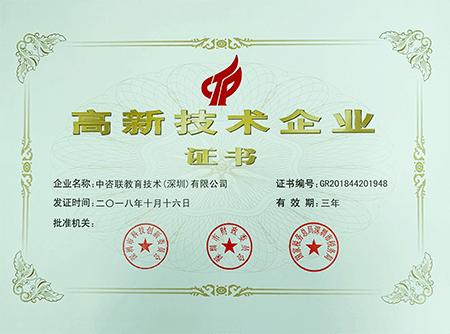 高新技术企业
证书
企业名称：中咨联教育技术(深圳)有限公司
证书编号：GR201844201948
发证时间：二〇一八年十月十六日
有效期：三年
批准机关：
深圳市科技创新委员会
深圳市财政委员会
国家税务总局深圳市税务局